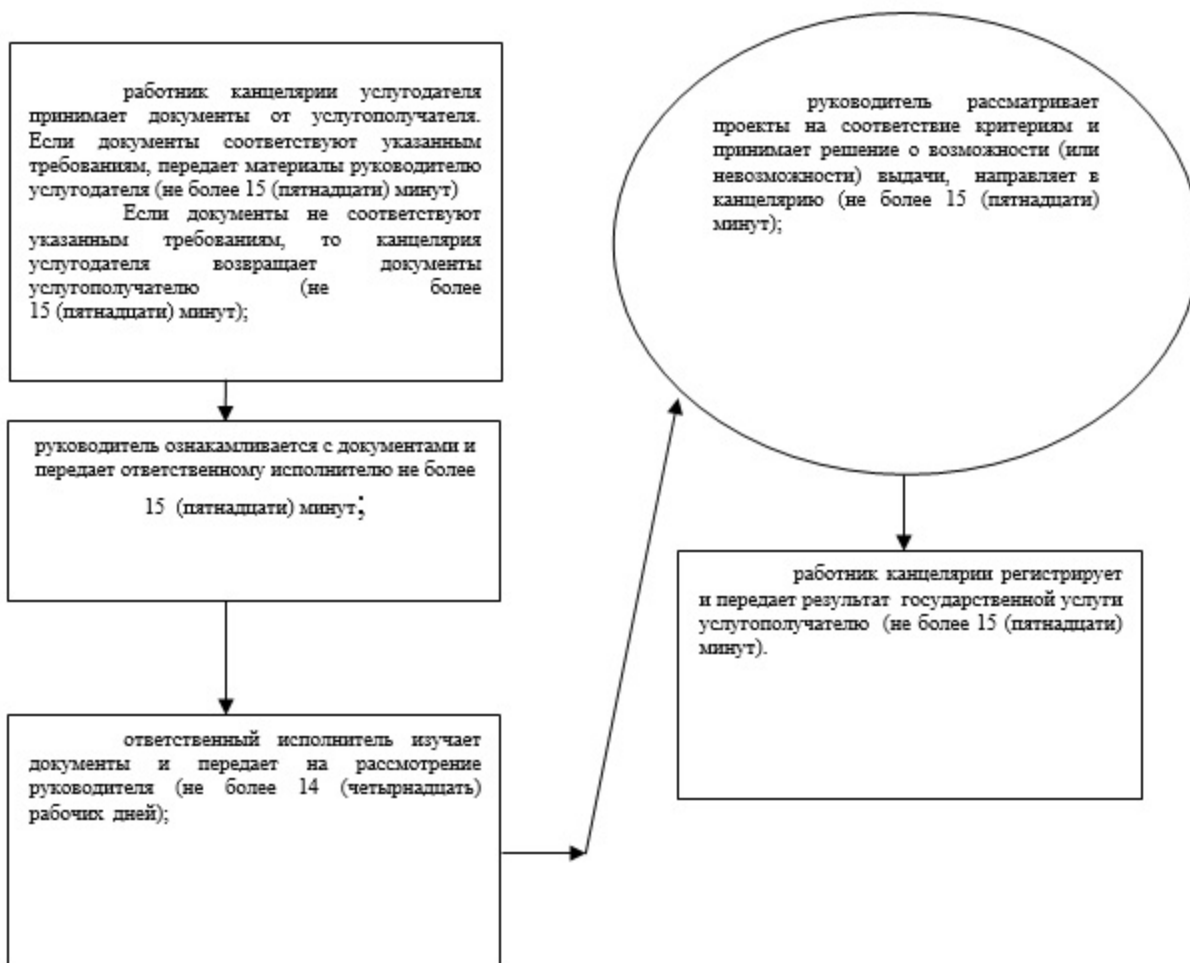 работник канцелярии услугодателя
принимает документы от услугополучателя.
Если документы соответствуют указанным
требованиям, передает материалы руководителю
услугодателя (не более 15 (пятнадцати) минут)
Если документы не соответствуют
указанным требованиям, то канцелярия
услугодателя возвращает документы
услугополучателю (не более
15 (пятнадцати) минут);
руководитель ознакамливается с документами и
передает ответственному исполнителю не более
15 (пятнадцати) минут;
ответственный исполнитель изучает
документы и передает на рассмотрение
руководителя (не более 14 (четырнадцать)
рабочих дней);
руководитель рассматривает
проекты на соответствие критериям и
принимает решение о возможности (или
невозможности) выдачи, направляет в
канцелярию (не более 15 (пятнадцати)
минут);
работник канцелярии регистрирует
и передает результат государственной услуги
услугополучателю (не более 15 (пятнадцати)
минут).